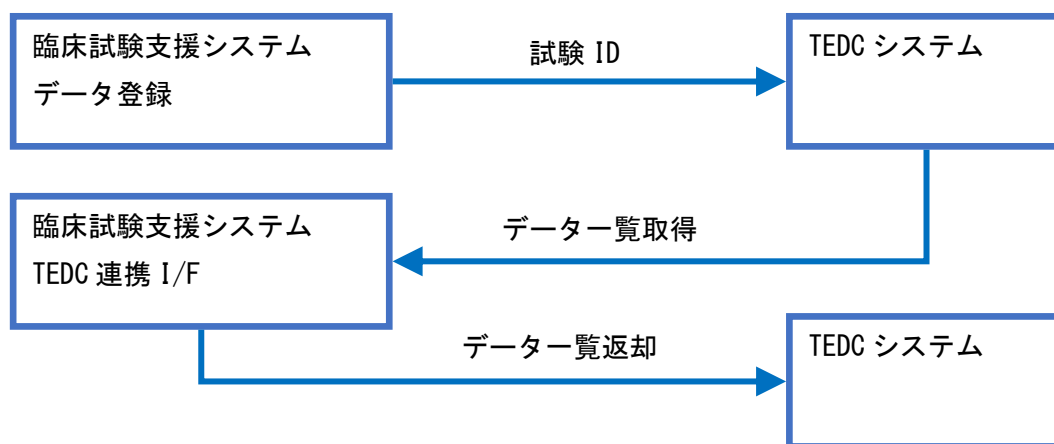 臨床試験支援システム
データ登録
試験 ID
TEDC システム
臨床試験支援システム
TEDC 連携 I/F
データ一覧取得
データ一覧返却
TEDC システム